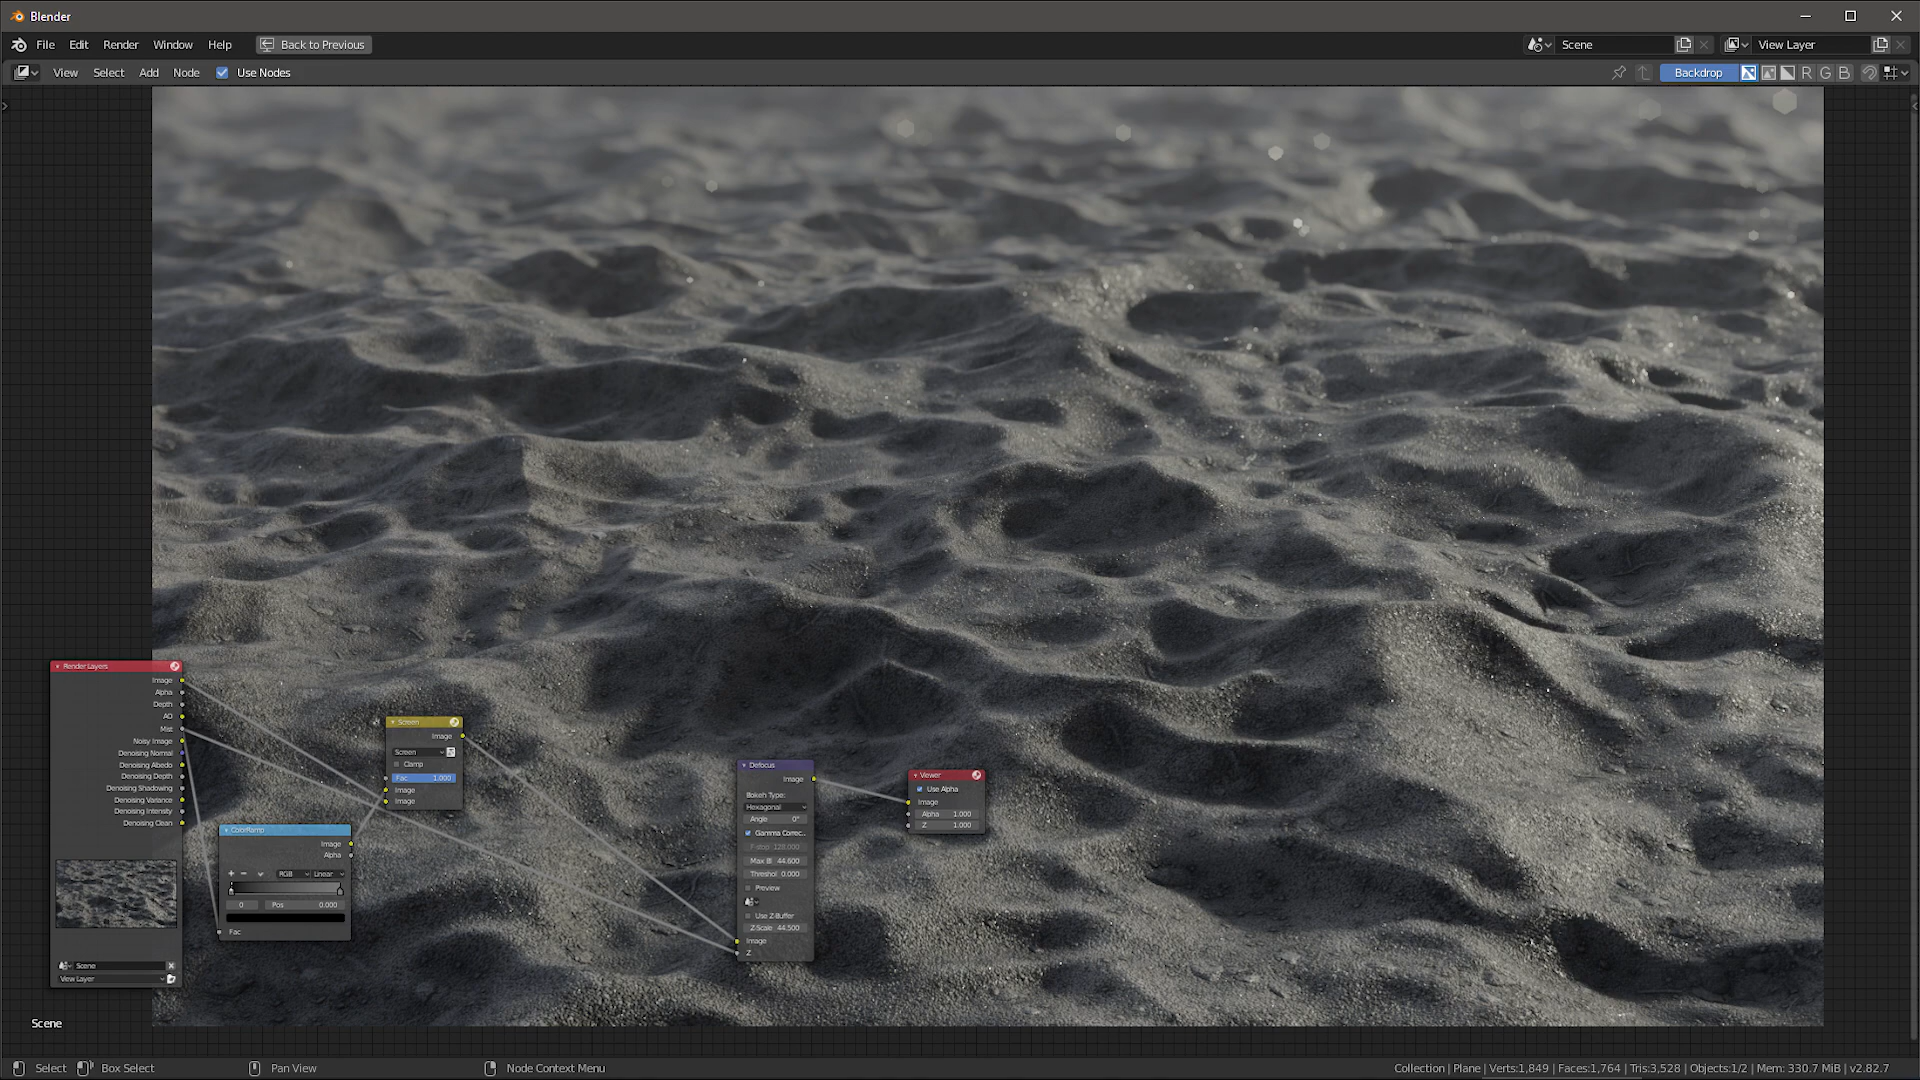 Blender
File Edit Render Window Help Back to Previous Scene View Layer
View Select Add Node Use Nodes Backdrop R G B
Render Layers
Image
Alpha
Depth
AO
Mist
Noisy Image
Denoising Normal
Denoising Albedo
Denoising Depth
Denoising Shadowing
Denoising Variance
Denoising Intensity
Denoising Clean
Scene
View Layer
Screen
Image
Screen
Clamp
Fac 1.000
Image
Image
ColorRamp
Image
Alpha
RGB Linear
0 Pos 0.000
Fac
Defocus
Image
Bokeh Type:
Hexagonal
Angle 0°
Gamma Correc..
F-stop 128.000
Max Bl 44.600
Threshol 0.000
Preview
Use Z-Buffer
Z-Scale 44.500
Image
Z
Viewer
Use Alpha
Image
Alpha 1.000
Z 1.000
Scene
Select Box Select Pan View Node Context Menu Collection | Plane | Verts:1,849 | Faces:1,764 | Tris:3,528 | Objects:1/2 | Mem: 330.7 MiB | v2.82.7